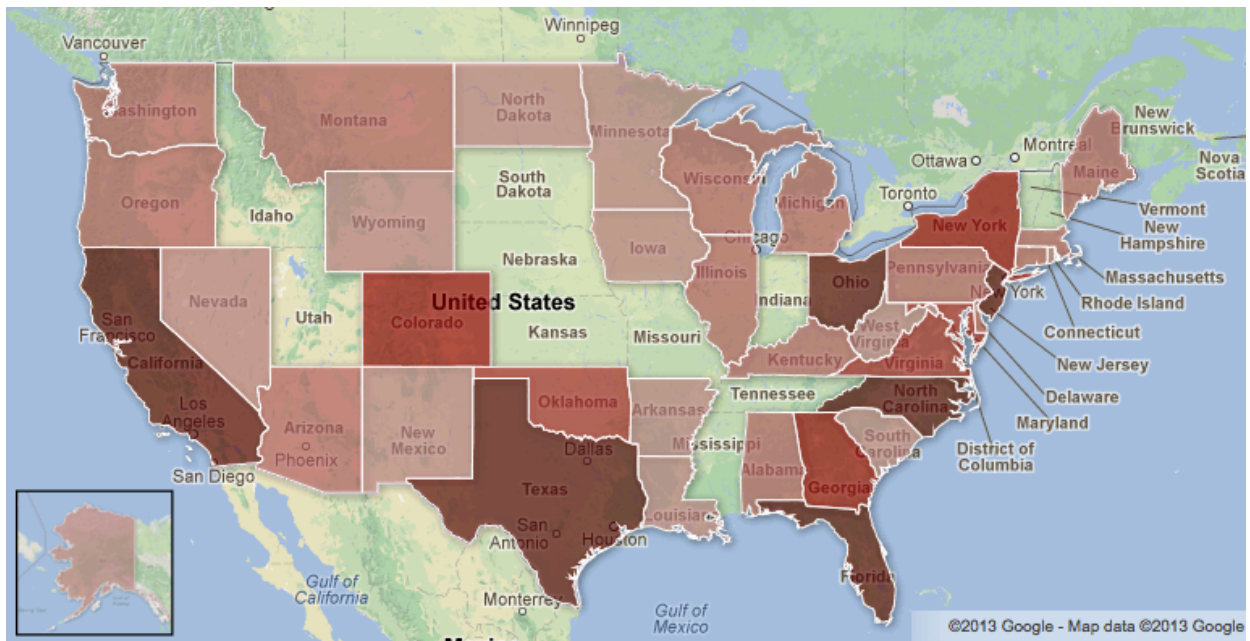 Winnipeg
Vancouver
Washington
Montana
North
Dakota
Minnesota
New
Brunswick
Ottawa
Montreal
Nova
Scotia
Maine
Oregon
Idaho
South
Dakota
Wyoming
Wisconsin
Michigan
Toronto
New York
Vermont
New
Hampshire
Iowa
Chicago
Nebraska
Illinois
Pennsylvania
Massachusetts
Rhode Island
Connecticut
Nevada
Utah
Colorado
United States
Kansas
Missouri
Indiana
Ohio
New York
West
Virginia
Virginia
Kentucky
New Jersey
Delaware
Maryland
District of
Columbia
San
Francisco
California
Los
Angeles
San Diego
Arizona
Phoenix
New
Mexico
Oklahoma
Arkansas
Tennessee
North
Carolina
South
Carolina
Mississippi
Alabama
Georgia
Dallas
Texas
San
Antonio
Houston
Louisiana
Florida
Gulf of
California
Monterrey
Gulf of
Mexico
©2013 Google - Map data ©2013 Google